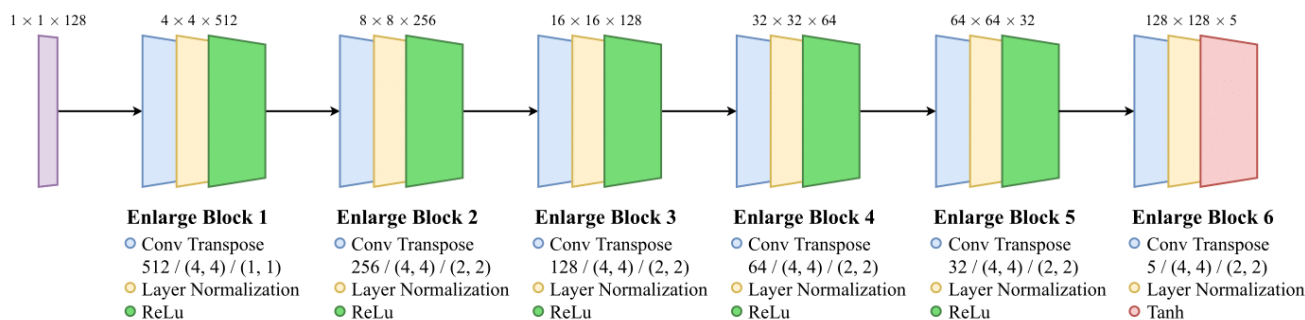 1 × 1 × 128
4 × 4 × 512
8 × 8 × 256
16 × 16 × 128
32 × 32 × 64
64 × 64 × 32
128 × 128 × 5
Enlarge Block 1
Conv Transpose
512 / (4, 4) / (1, 1)
Layer Normalization
ReLu
Enlarge Block 2
Conv Transpose
256 / (4, 4) / (2, 2)
Layer Normalization
ReLu
Enlarge Block 3
Conv Transpose
128 / (4, 4) / (2, 2)
Layer Normalization
ReLu
Enlarge Block 4
Conv Transpose
64 / (4, 4) / (2, 2)
Layer Normalization
ReLu
Enlarge Block 5
Conv Transpose
32 / (4, 4) / (2, 2)
Layer Normalization
ReLu
Enlarge Block 6
Conv Transpose
5 / (4, 4) / (2, 2)
Layer Normalization
Tanh